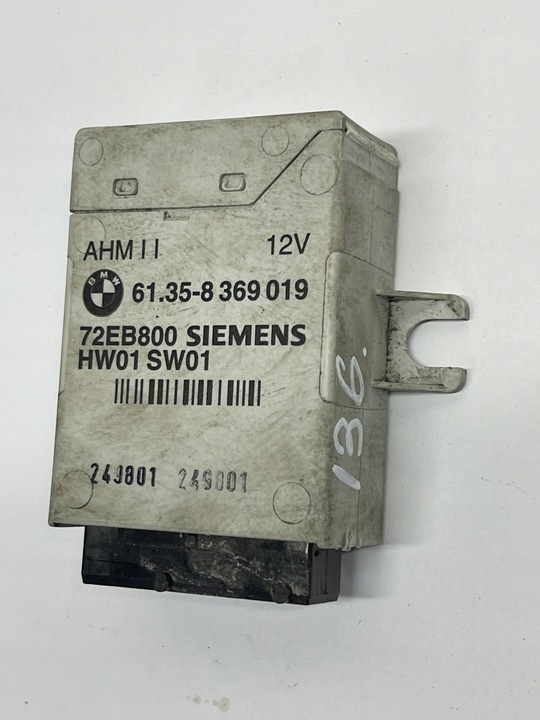 AHM II 12V
BMW 61.35-8 369 019
72EB800 SIEMENS
HW01 SW01
249801 249801
136.